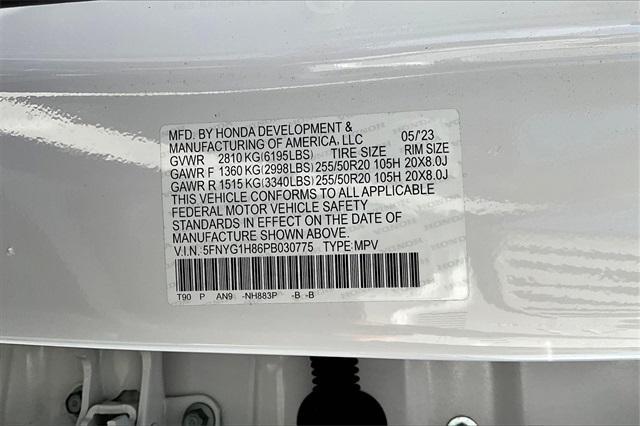 MFD. BY HONDA DEVELOPMENT &
MANUFACTURING OF AMERICA, LLC 05/'23
GVWR 2810 KG(6195LBS) TIRE SIZE RIM SIZE
GAWR F 1360 KG(2998LBS) 255/50R20 105H 20X8.0J
GAWR R 1515 KG(3340LBS) 255/50R20 105H 20X8.0J
THIS VEHICLE CONFORMS TO ALL APPLICABLE
FEDERAL MOTOR VEHICLE SAFETY
STANDARDS IN EFFECT ON THE DATE OF
MANUFACTURE SHOWN ABOVE.
V.I.N. 5FNYG1H86PB030775 TYPE: MPV
T90 P AN9 -NH883P -B -B